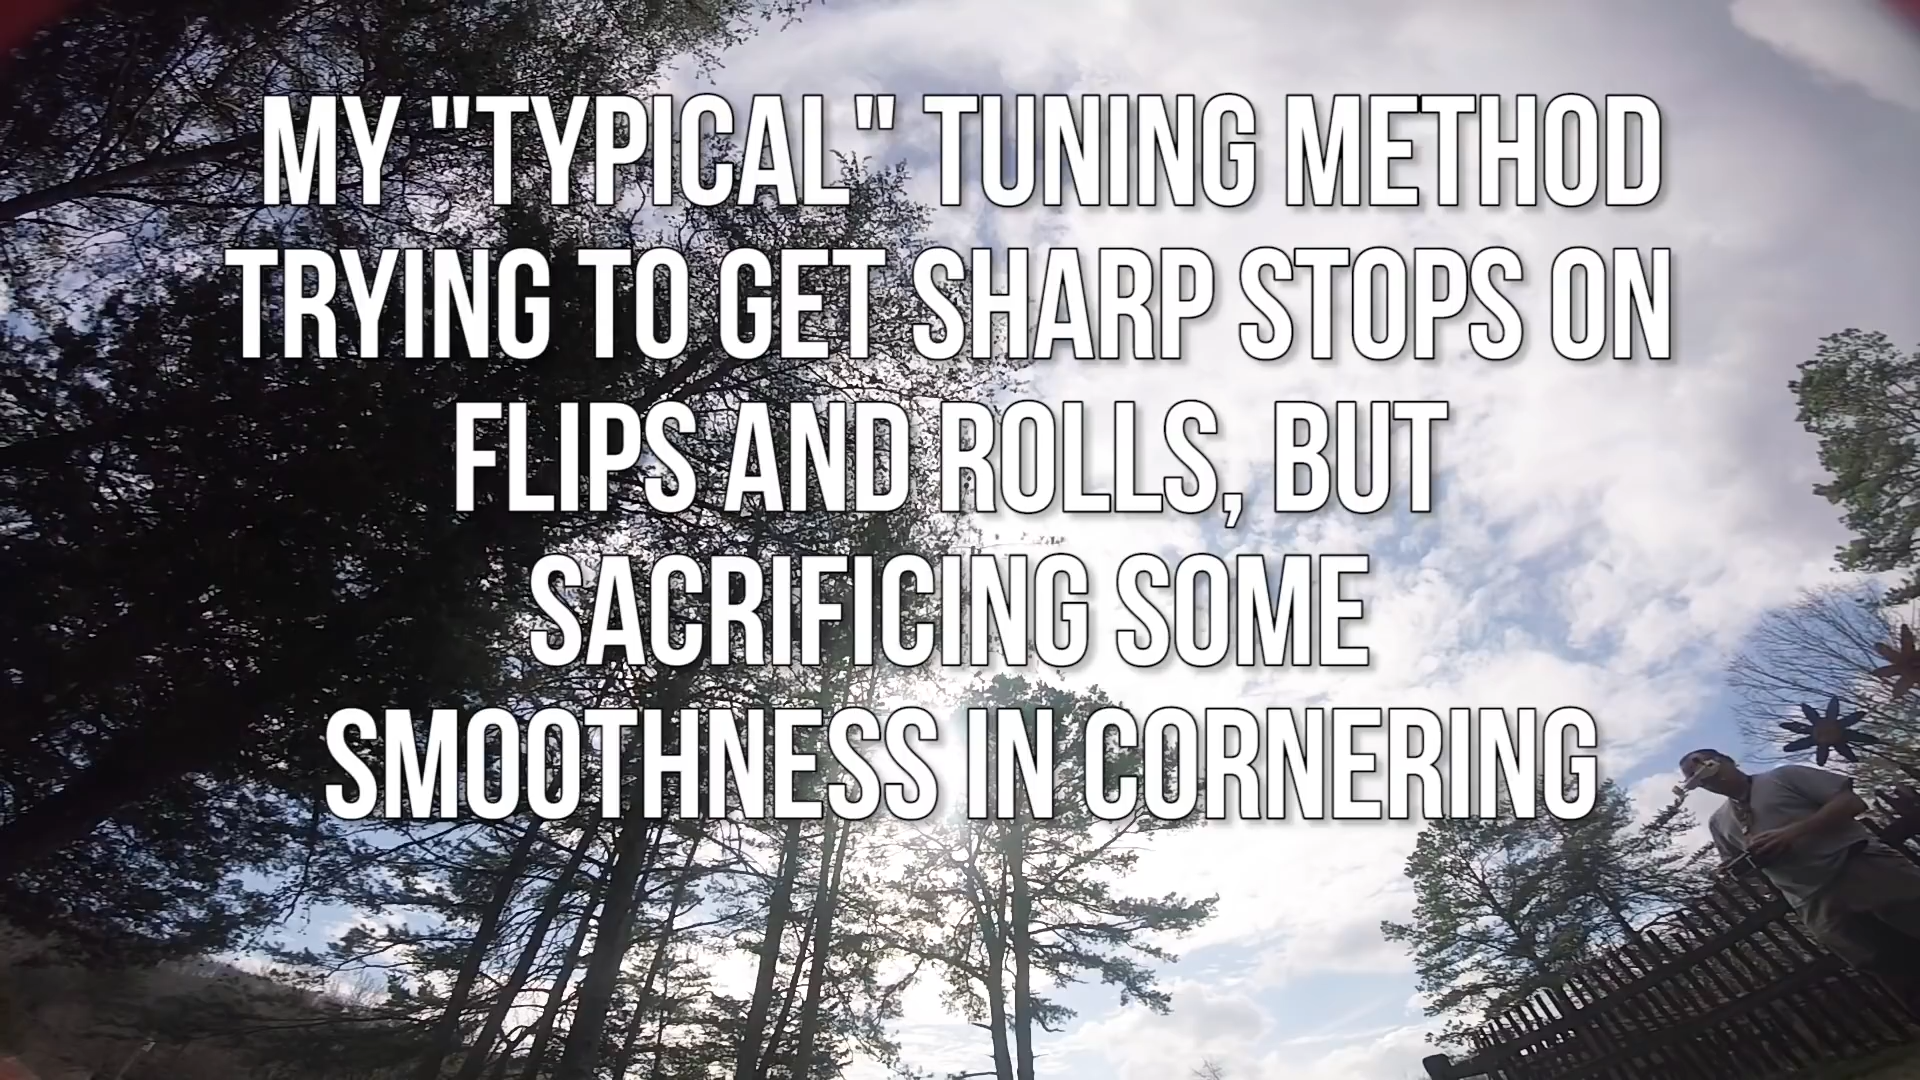 MY "TYPICAL" TUNING METHOD
TRYING TO GET SHARP STOPS ON
FLIPS AND ROLLS, BUT
SACRIFICING SOME
SMOOTHNESS IN CORNERING